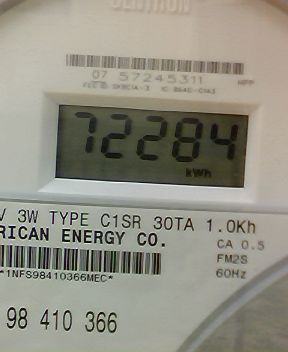 CENTRON
07 57245311
72284
kWh
V 3W TYPE C1SR 30TA 1.0Kh
RICAN ENERGY CO.
CA 0.5
FM2S
60Hz
*1NFS98410366MEC*
98 410 366